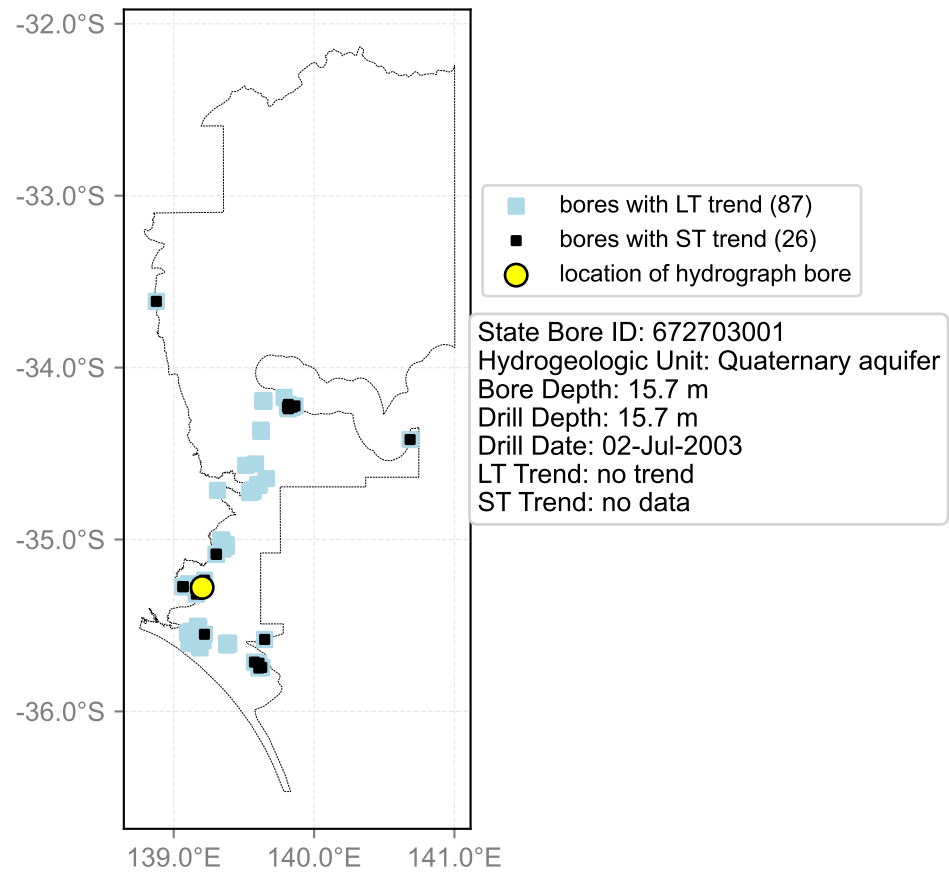 -32.0°S
-33.0°S
-34.0°S
-35.0°S
-36.0°S
139.0°E 140.0°E 141.0°E
bores with LT trend (87)
bores with ST trend (26)
location of hydrograph bore
State Bore ID: 672703001
Hydrogeologic Unit: Quaternary aquifer
Bore Depth: 15.7 m
Drill Depth: 15.7 m
Drill Date: 02-Jul-2003
LT Trend: no trend
ST Trend: no data